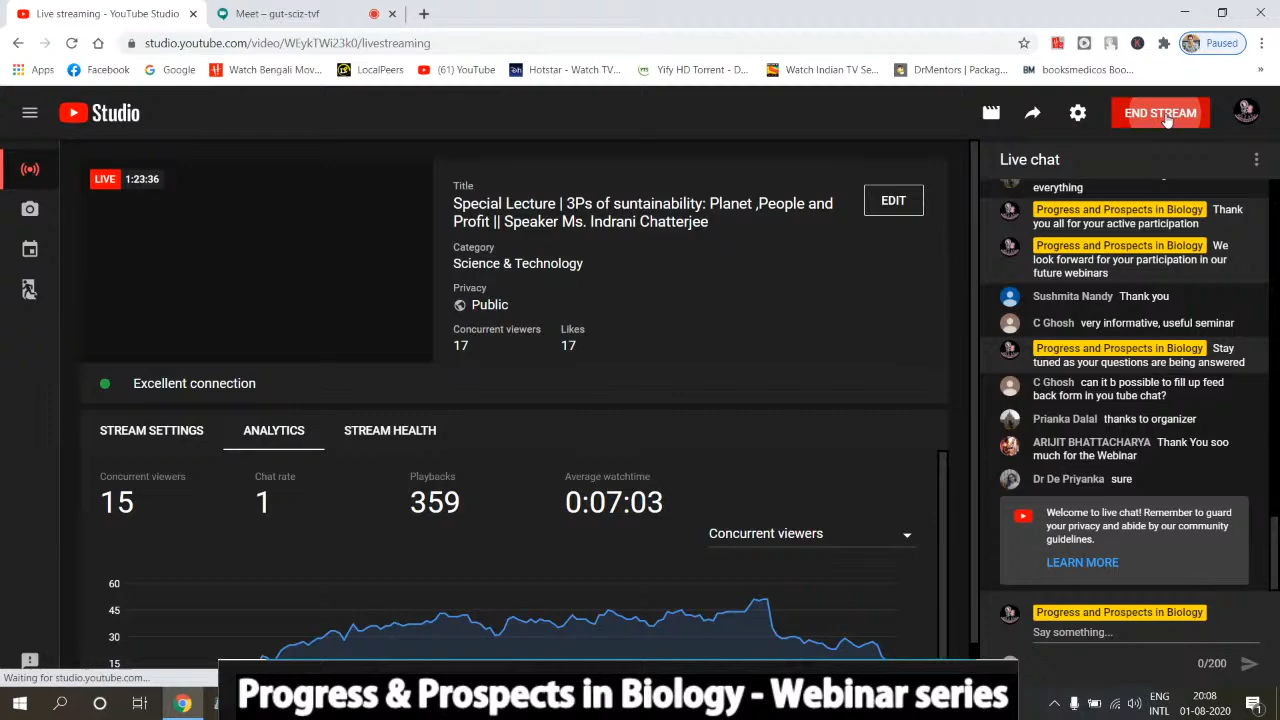 Live streaming - YouTube Studio
Meet – gut-sciz-tvf
studio.youtube.com/video/WEykTWi23k0/livestreaming
Paused
Apps
Facebook
Google
Watch Bengali Mov...
LocalPeers
(61) YouTube
Hotstar - Watch TV...
Yify HD Torrent - D...
Watch Indian TV Se...
DrMentors | Packag...
BM booksmedicos Boo...
Studio
END STREAM
LIVE 1:23:36
Title
Special Lecture | 3Ps of suntainability: Planet ,People and
Profit || Speaker Ms. Indrani Chatterjee
EDIT
Category
Science & Technology
Privacy
Public
Concurrent viewers Likes
17 17
Excellent connection
STREAM SETTINGS ANALYTICS STREAM HEALTH
Concurrent viewers Chat rate Playbacks Average watchtime
15 1 359 0:07:03
Concurrent viewers
60
45
30
15
Live chat
everything
Progress and Prospects in Biology Thank
you all for your active participation
Progress and Prospects in Biology We
look forward for your participation in our
future webinars
Sushmita Nandy Thank you
C Ghosh very informative, useful seminar
Progress and Prospects in Biology Stay
tuned as your questions are being answered
C Ghosh can it b possible to fill up feed
back form in you tube chat?
Prianka Dalal thanks to organizer
ARIJIT BHATTACHARYA Thank You soo
much for the Webinar
Dr De Priyanka sure
Welcome to live chat! Remember to guard
your privacy and abide by our community
guidelines.
LEARN MORE
Progress and Prospects in Biology
Say something...
0/200
Waiting for studio.youtube.com...
Progress & Prospects in Biology - Webinar series
ENG
INTL
20:08
01-08-2020